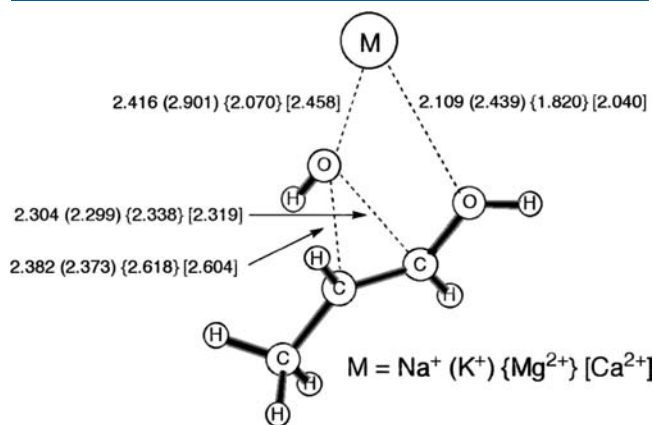 M
2.416 (2.901) {2.070} [2.458]
2.109 (2.439) {1.820} [2.040]
O
H
O
H
2.304 (2.299) {2.338} [2.319]
2.382 (2.373) {2.618} [2.604]
H
C
C
H
H
C
H
H
M = Na⁺ (K⁺) {Mg²⁺} [Ca²⁺]